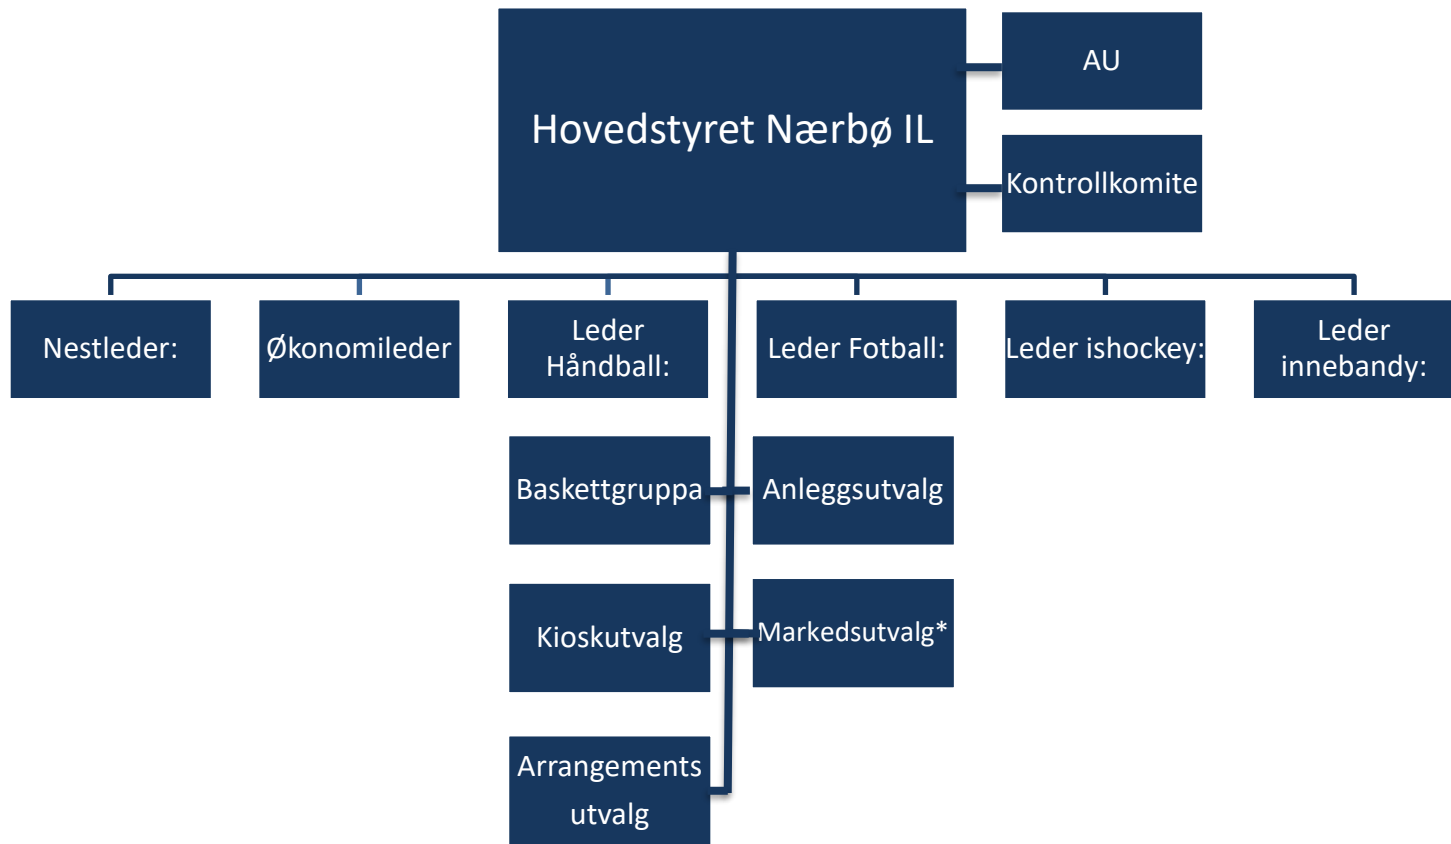 Hovedstyret Nærbø IL
AU
Kontrollkomite
Nestleder:
Økonomileder
Leder
Håndball:
Leder Fotball:
Leder ishockey:
Leder
innebandy:
Baskettgruppa
Anleggsutvalg
Kioskutvalg
Markedsutvalg*
Arrangements
utvalg